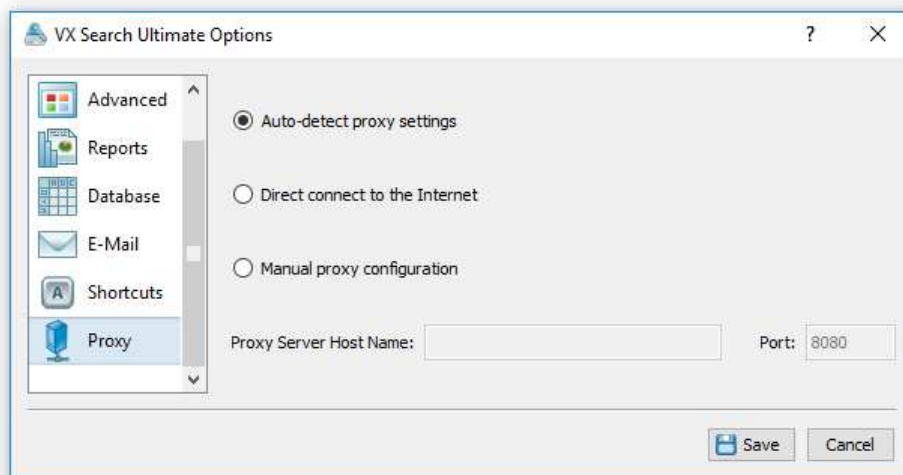 VX Search Ultimate Options
?
Advanced
Reports
Database
E-Mail
A
Shortcuts
Proxy
Auto-detect proxy settings
Direct connect to the Internet
Manual proxy configuration
Proxy Server Host Name:
Port: 8080
Save
Cancel